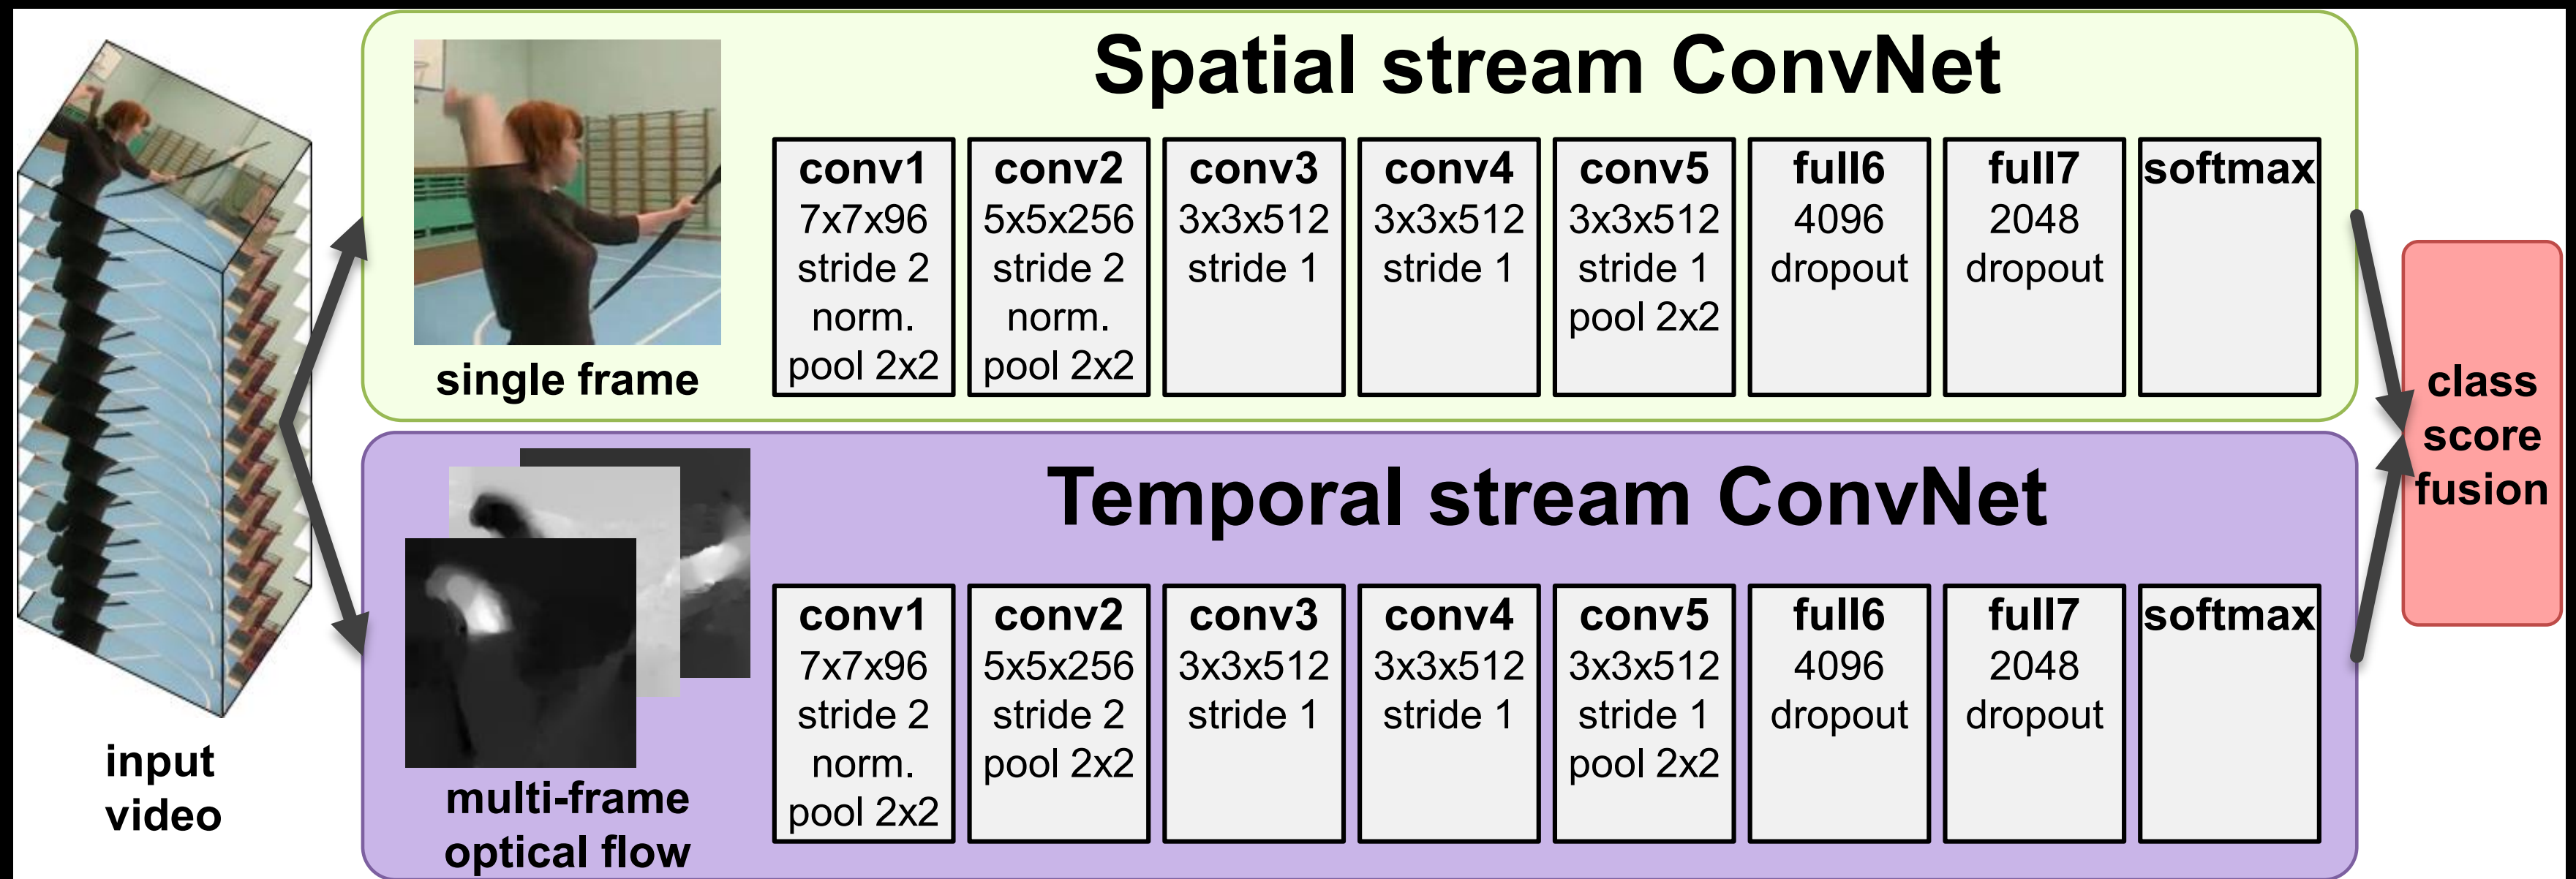 Spatial stream ConvNet
single frame
conv1
7x7x96
stride 2
norm.
pool 2x2
conv2
5x5x256
stride 2
norm.
pool 2x2
conv3
3x3x512
stride 1
conv4
3x3x512
stride 1
conv5
3x3x512
stride 1
pool 2x2
full6
4096
dropout
full7
2048
dropout
softmax
Temporal stream ConvNet
input
video
multi-frame
optical flow
conv1
7x7x96
stride 2
norm.
pool 2x2
conv2
5x5x256
stride 2
pool 2x2
conv3
3x3x512
stride 1
conv4
3x3x512
stride 1
conv5
3x3x512
stride 1
pool 2x2
full6
4096
dropout
full7
2048
dropout
softmax
class
score
fusion